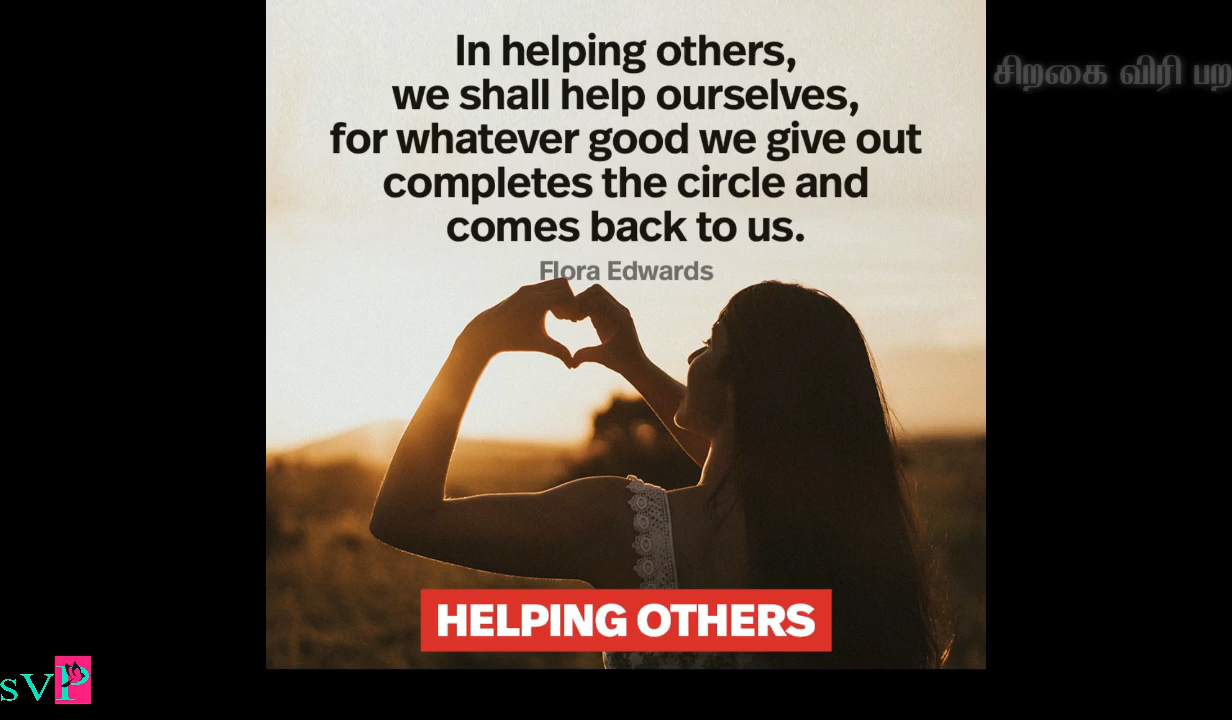 In helping others,
we shall help ourselves,
for whatever good we give out
completes the circle and
comes back to us.
Flora Edwards
சிறகை விரி பற
HELPING OTHERS
SVP